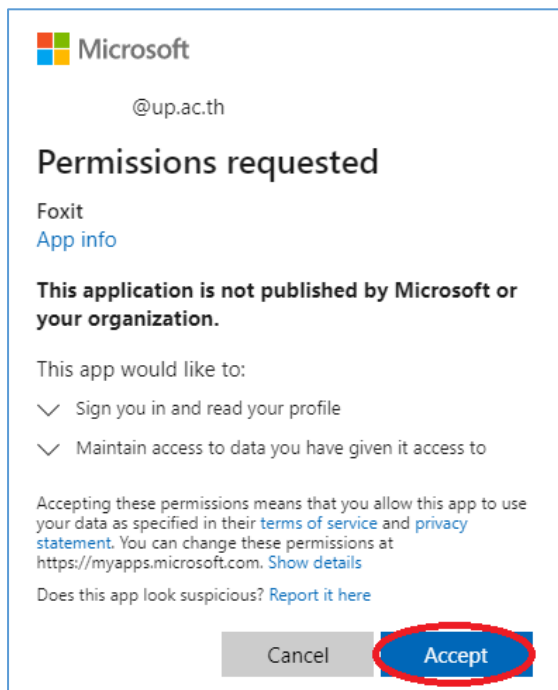 Microsoft
@up.ac.th
Permissions requested
Foxit
App info
This application is not published by Microsoft or
your organization.
This app would like to:
Sign you in and read your profile
Maintain access to data you have given it access to
Accepting these permissions means that you allow this app to use
your data as specified in their terms of service and privacy
statement. You can change these permissions at
https://myapps.microsoft.com. Show details
Does this app look suspicious? Report it here
Cancel Accept